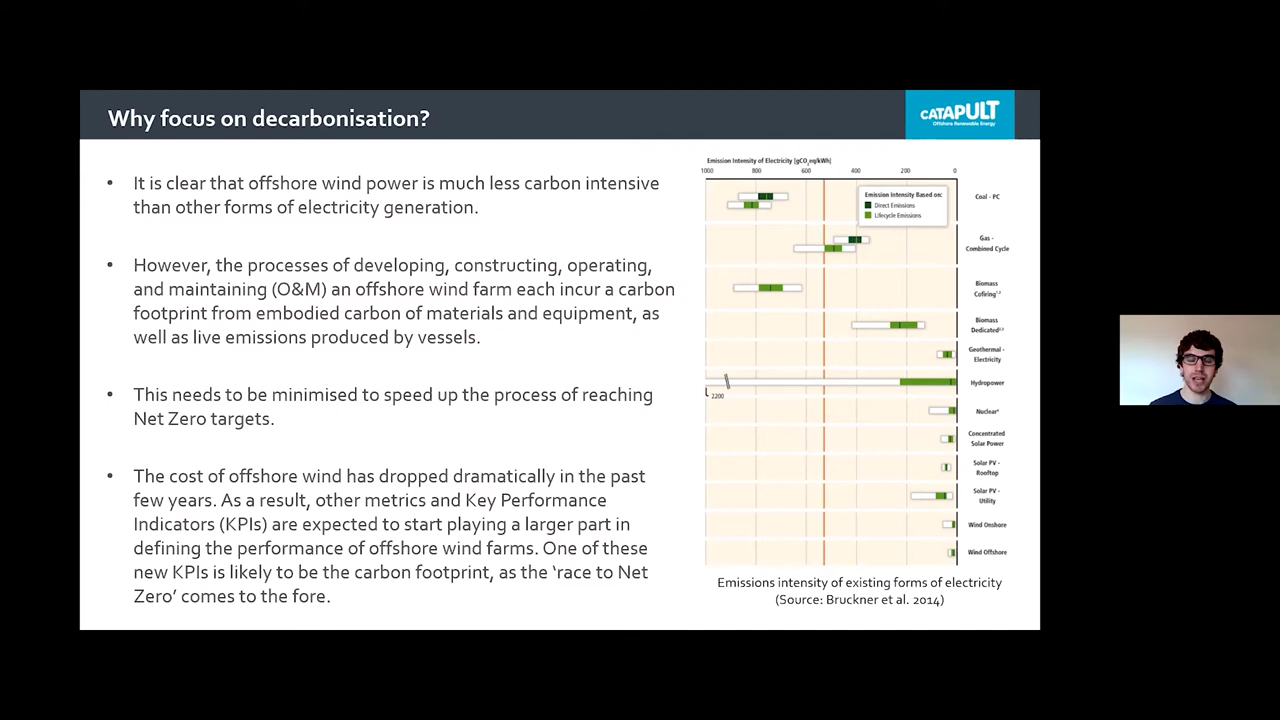 Why focus on decarbonisation?
CATAPULT
Offshore Renewable Energy
• It is clear that offshore wind power is much less carbon intensive
than other forms of electricity generation.
• However, the processes of developing, constructing, operating,
and maintaining (O&M) an offshore wind farm each incur a carbon
footprint from embodied carbon of materials and equipment, as
well as live emissions produced by vessels.
• This needs to be minimised to speed up the process of reaching
Net Zero targets.
• The cost of offshore wind has dropped dramatically in the past
few years. As a result, other metrics and Key Performance
Indicators (KPIs) are expected to start playing a larger part in
defining the performance of offshore wind farms. One of these
new KPIs is likely to be the carbon footprint, as the ‘race to Net
Zero’ comes to the fore.
Emission Intensity of Electricity [gCO2eq/kWh]
1000 800 600 400 200 0
Emission Intensity Based on:
Direct Emissions
Lifecycle Emissions
Coal - PC
Gas -
Combined Cycle
Biomass
Cofiring
Biomass
Dedicated
Geothermal -
Electricity
Hydropower
2200
Nuclear
Concentrated
Solar Power
Solar PV -
Rooftop
Solar PV -
Utility
Wind Onshore
Wind Offshore
Emissions intensity of existing forms of electricity
(Source: Bruckner et al. 2014)